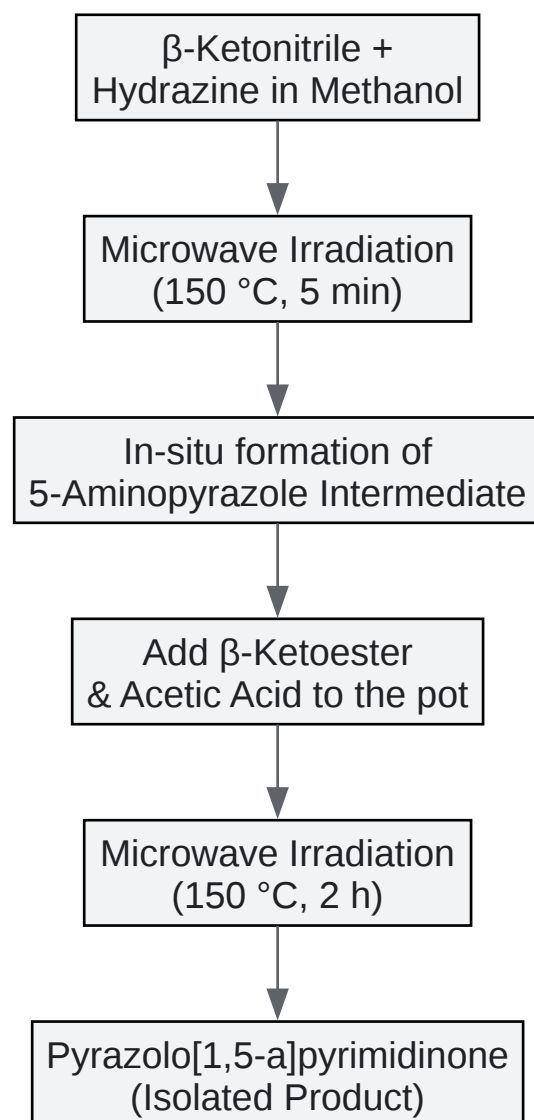 β-Ketonitrile +
Hydrazine in Methanol
Microwave Irradiation
(150 °C, 5 min)
In-situ formation of
5-Aminopyrazole Intermediate
Add β-Ketoester
& Acetic Acid to the pot
Microwave Irradiation
(150 °C, 2 h)
Pyrazolo[1,5-a]pyrimidinone
(Isolated Product)